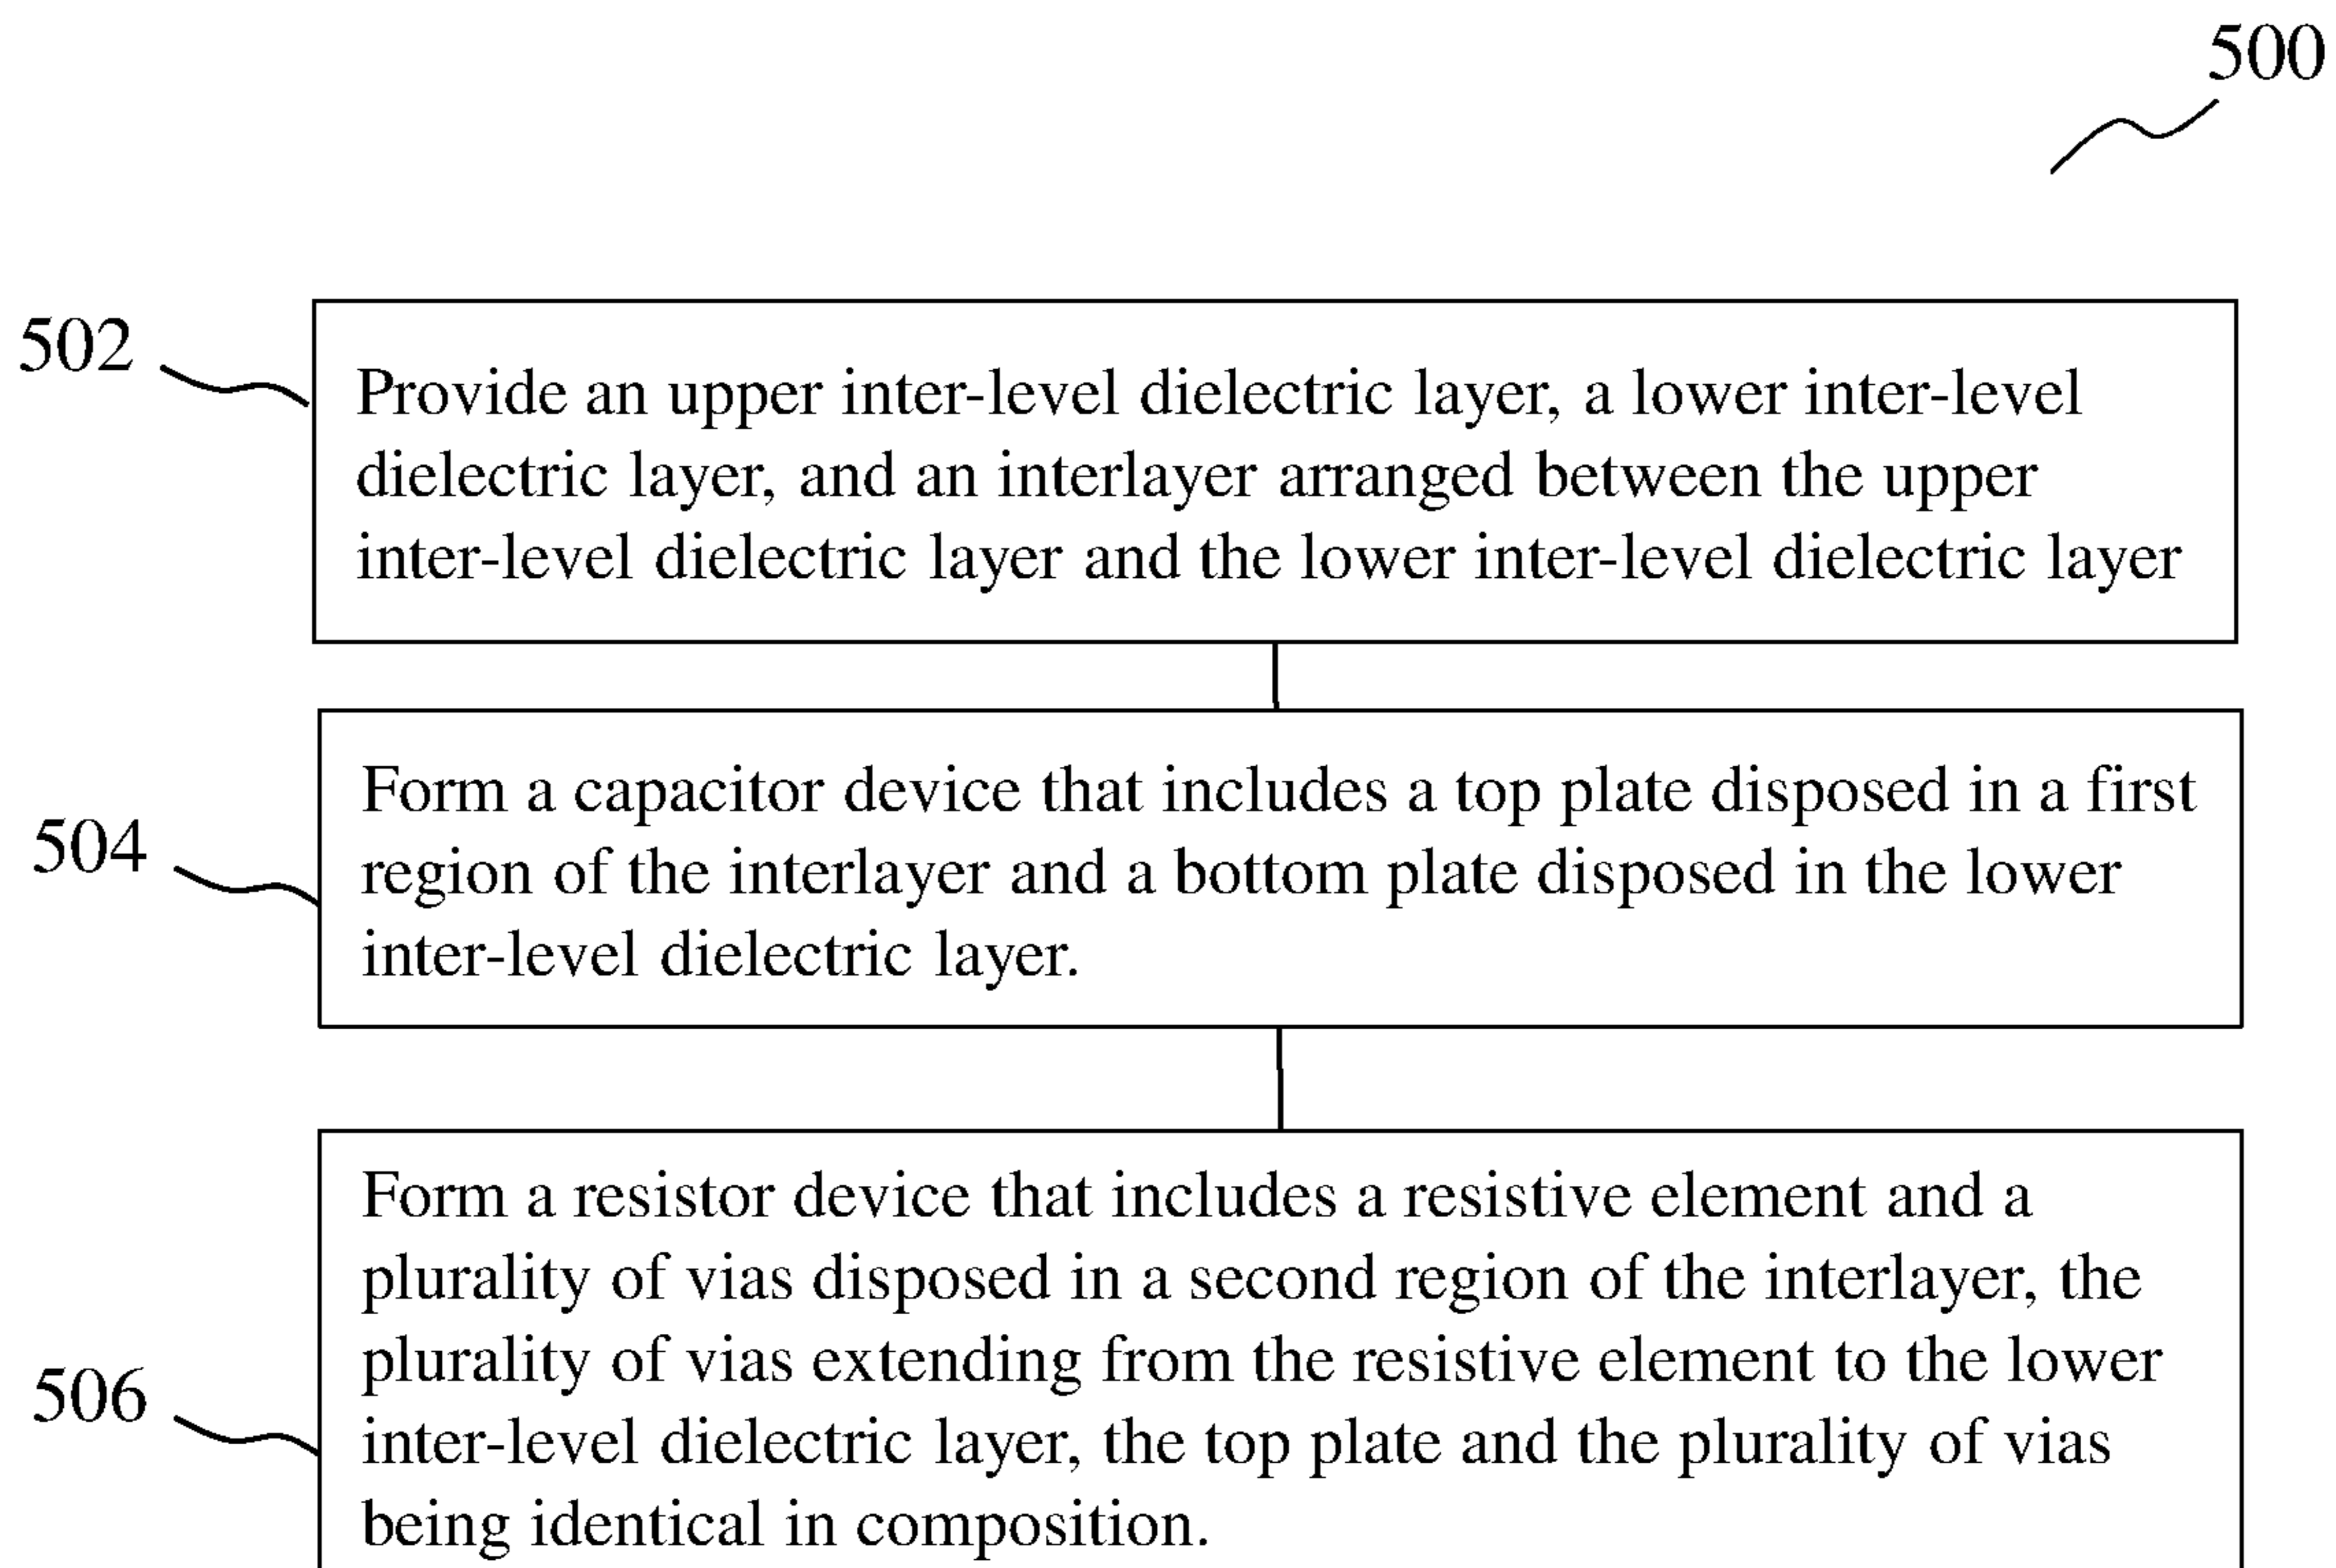 500
502
Provide an upper inter-level dielectric layer, a lower inter-level
dielectric layer, and an interlayer arranged between the upper
inter-level dielectric layer and the lower inter-level dielectric layer
504
Form a capacitor device that includes a top plate disposed in a first
region of the interlayer and a bottom plate disposed in the lower
inter-level dielectric layer.
506
Form a resistor device that includes a resistive element and a
plurality of vias disposed in a second region of the interlayer, the
plurality of vias extending from the resistive element to the lower
inter-level dielectric layer, the top plate and the plurality of vias
being identical in composition.